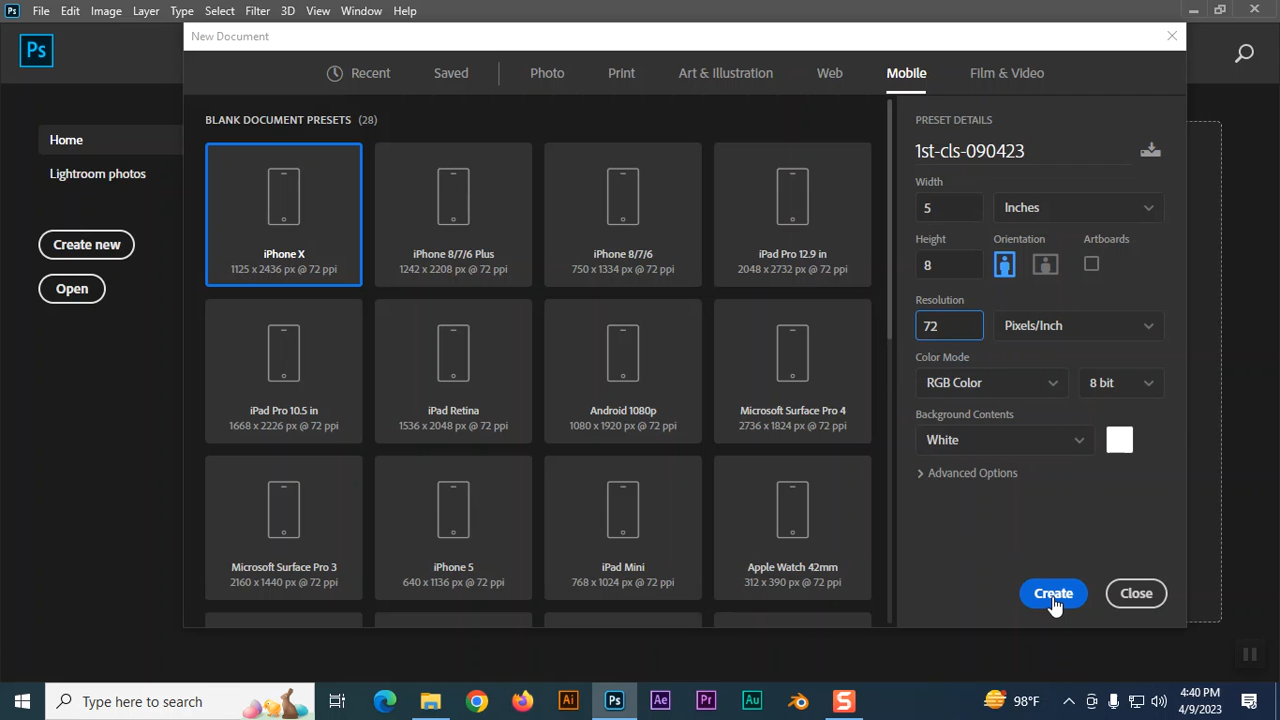 Ps File Edit Image Layer Type Select Filter 3D View Window Help
New Document
Ps
Recent Saved Photo Print Art & Illustration Web Mobile Film & Video
Home
Lightroom photos
Create new
Open
BLANK DOCUMENT PRESETS (28)
iPhone X
1125 x 2436 px @ 72 ppi
iPhone 8/7/6 Plus
1242 x 2208 px @ 72 ppi
iPhone 8/7/6
750 x 1334 px @ 72 ppi
iPad Pro 12.9 in
2048 x 2732 px @ 72 ppi
iPad Pro 10.5 in
1668 x 2226 px @ 72 ppi
iPad Retina
1536 x 2048 px @ 72 ppi
Android 1080p
1080 x 1920 px @ 72 ppi
Microsoft Surface Pro 4
2736 x 1824 px @ 72 ppi
Microsoft Surface Pro 3
2160 x 1440 px @ 72 ppi
iPhone 5
640 x 1136 px @ 72 ppi
iPad Mini
768 x 1024 px @ 72 ppi
Apple Watch 42mm
312 x 390 px @ 72 ppi
PRESET DETAILS
1st-cls-090423
Width
5 Inches
Height Orientation Artboards
8
Resolution
72 Pixels/Inch
Color Mode
RGB Color 8 bit
Background Contents
White
Advanced Options
Create Close
Type here to search
Ai Ps Ae Pr Au S
98°F
4:40 PM
4/9/2023